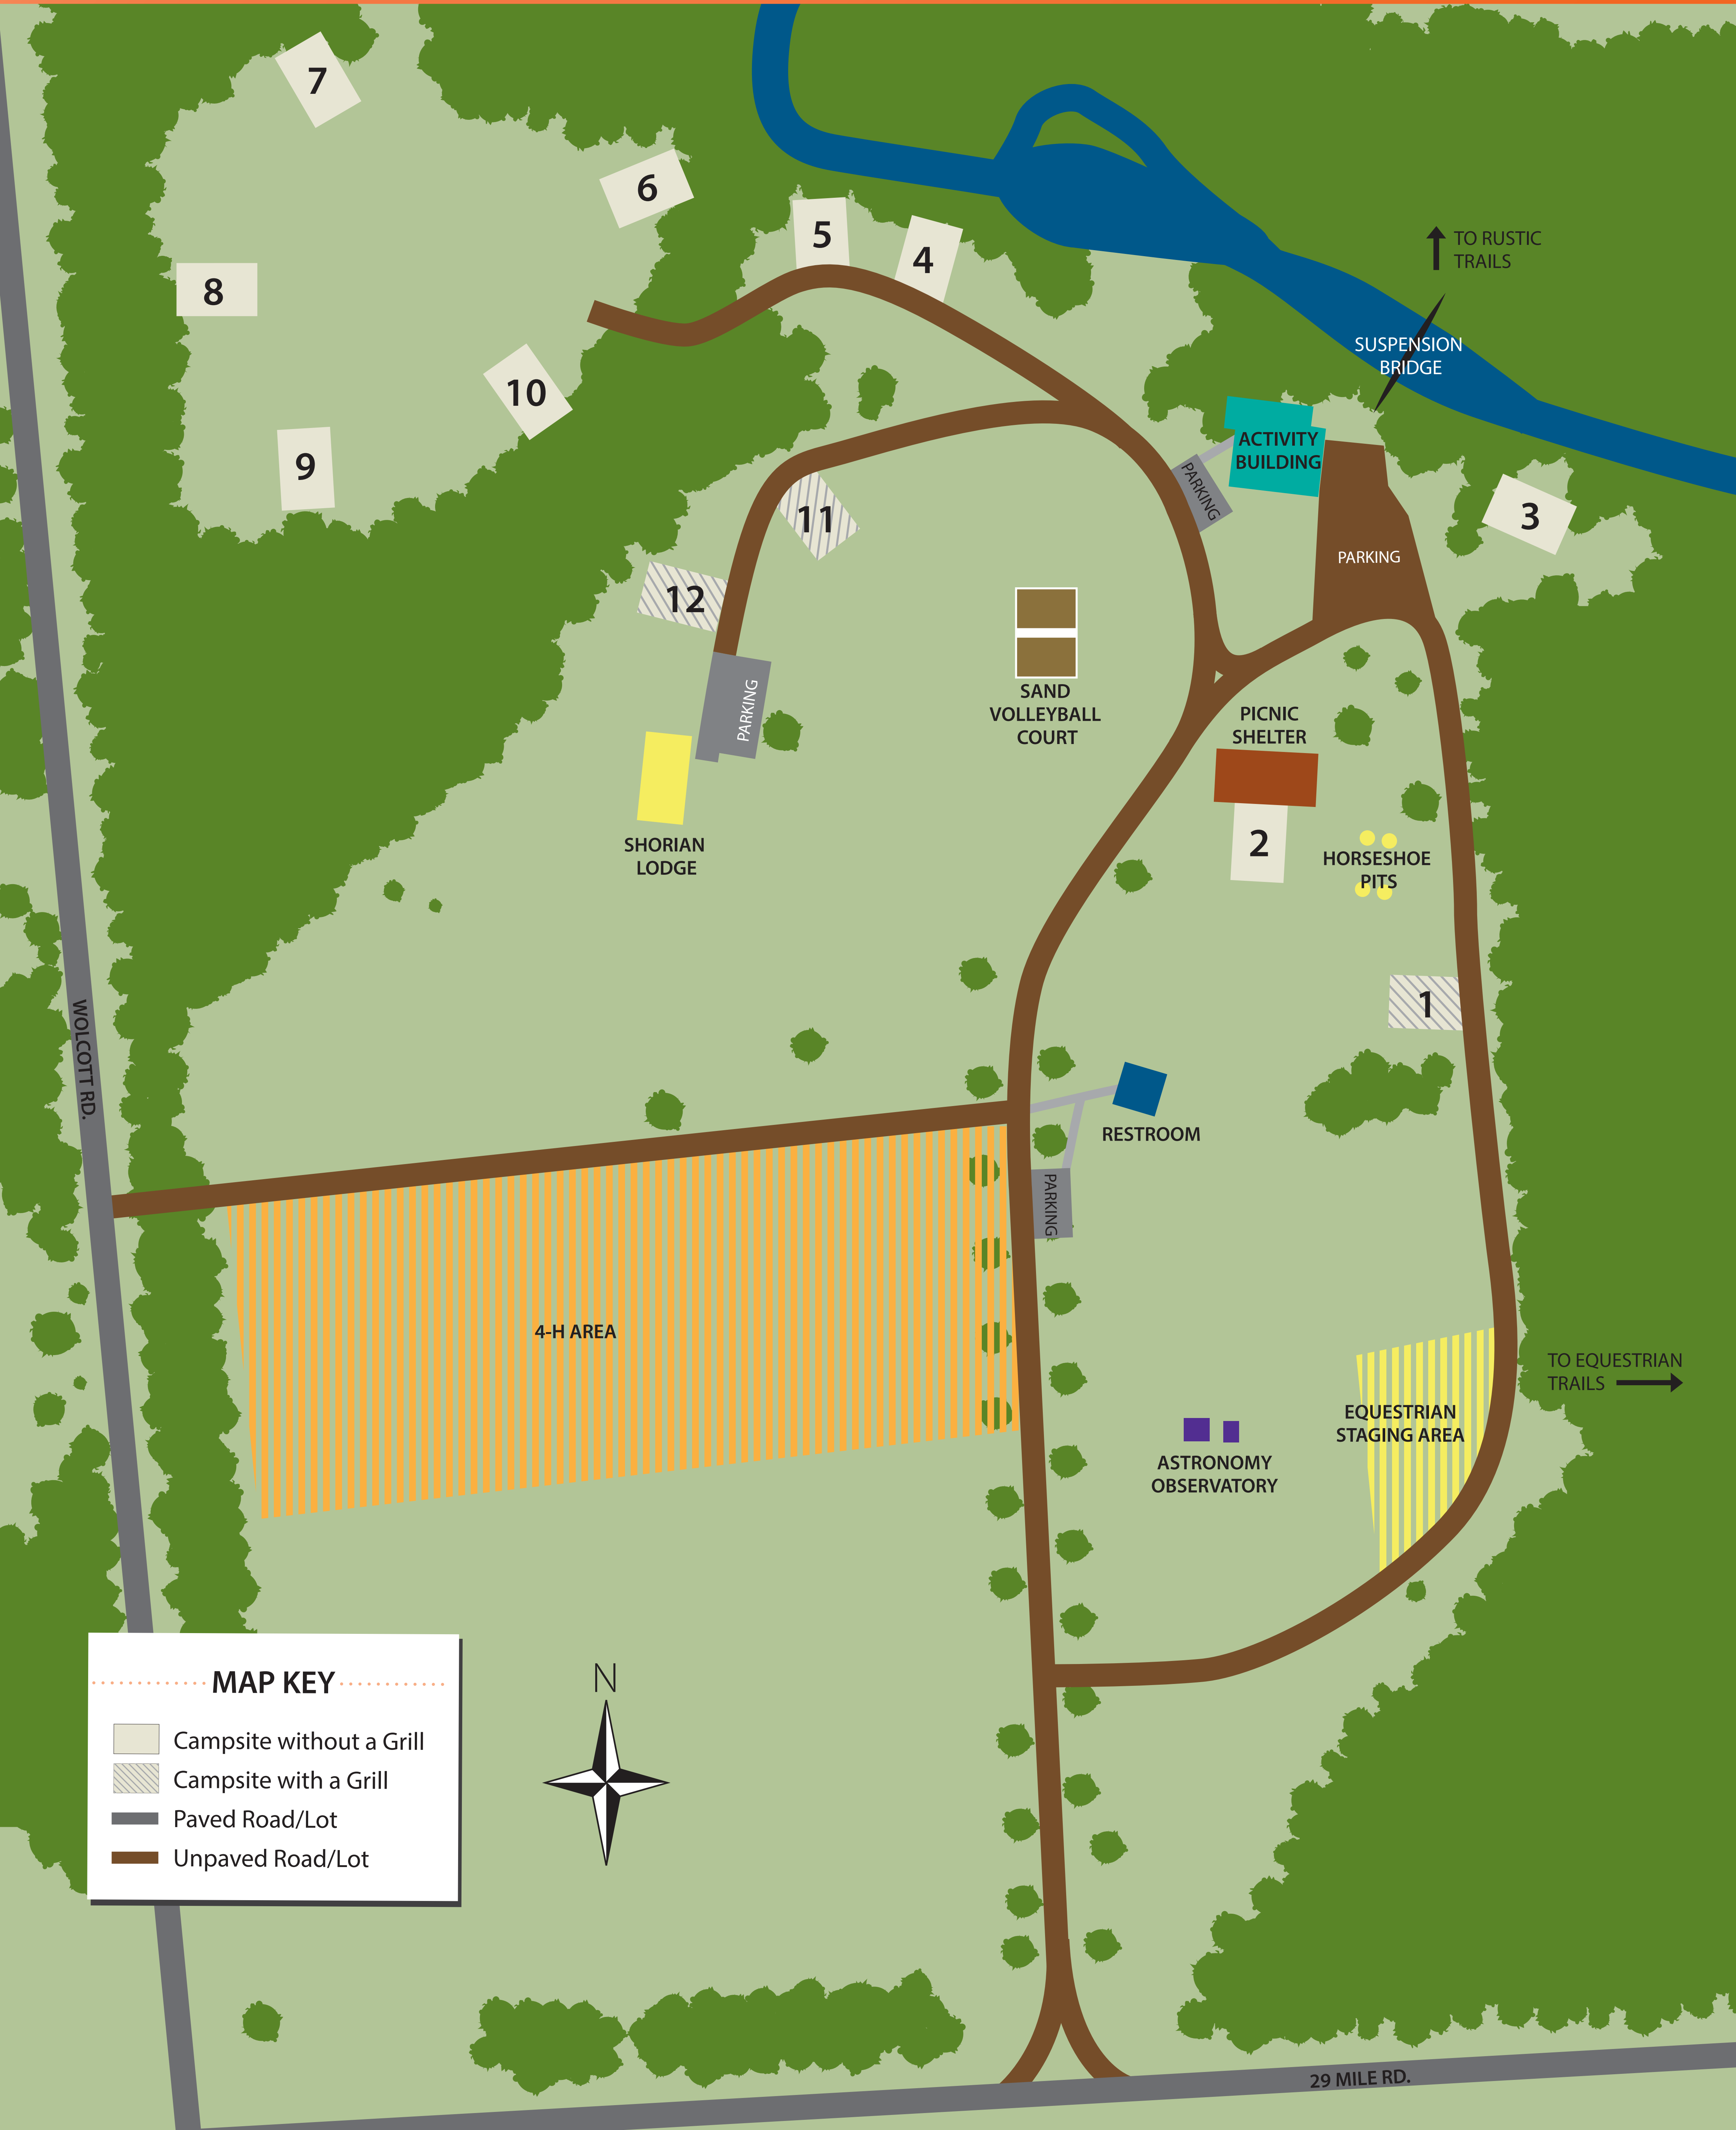 7
6
5
4
TO RUSTIC
TRAILS
8
SUSPENSION
BRIDGE
10
ACTIVITY
BUILDING
9
PARKING
3
11
PARKING
12
SAND
VOLLEYBALL
COURT
PARKING
PICNIC
SHELTER
2
SHORIAN
LODGE
HORSESHOE
PITS
1
WOLCOTT RD.
RESTROOM
PARKING
4-H AREA
TO EQUESTRIAN
TRAILS
EQUESTRIAN
STAGING AREA
ASTRONOMY
OBSERVATORY
MAP KEY
Campsite without a Grill
Campsite with a Grill
Paved Road/Lot
Unpaved Road/Lot
N
29 MILE RD.